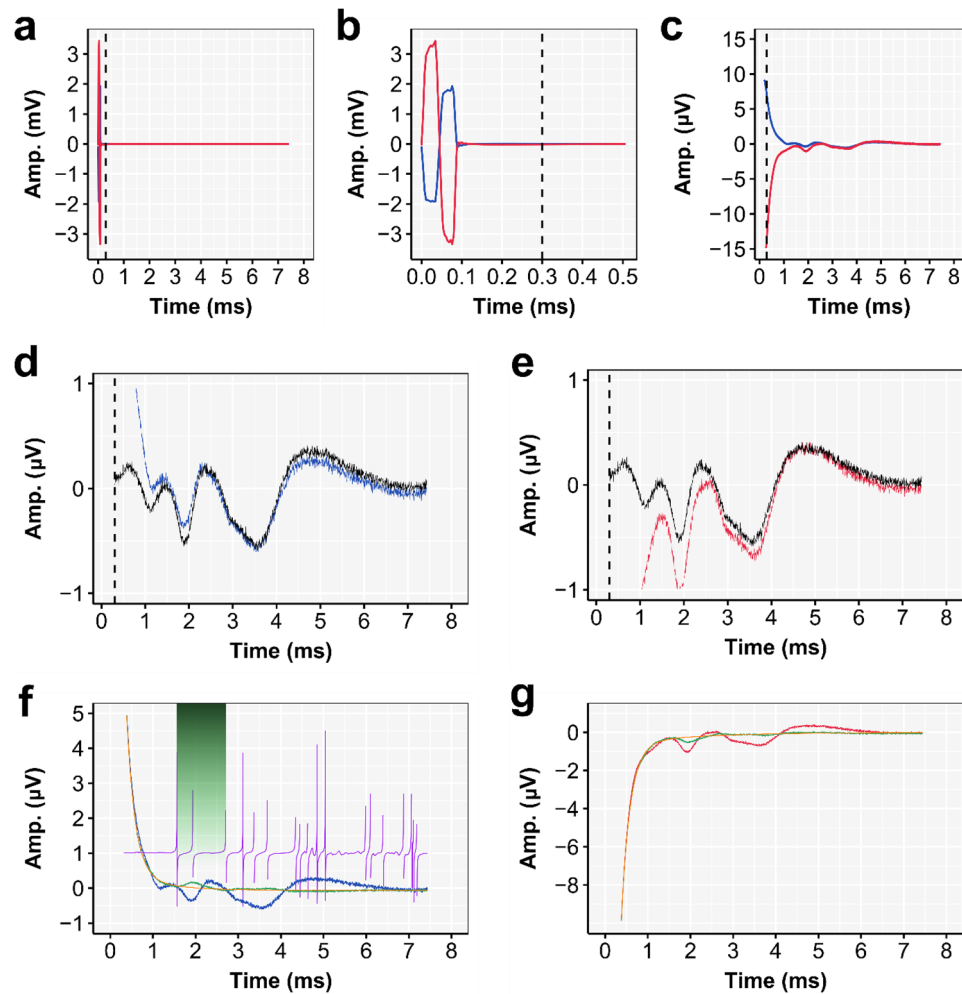 a
b
c
3
2
1
0
−1
−2
−3
Amp. (mV)
0 1 2 3 4 5 6 7 8
Time (ms)
3
2
1
0
−1
−2
−3
Amp. (mV)
0.0 0.1 0.2 0.3 0.4 0.5
Time (ms)
15
10
5
0
−5
−10
−15
Amp. (µV)
0 1 2 3 4 5 6 7 8
Time (ms)
d
e
1
0
−1
Amp. (µV)
0 1 2 3 4 5 6 7 8
Time (ms)
1
0
−1
Amp. (µV)
0 1 2 3 4 5 6 7 8
Time (ms)
f
g
5
4
3
2
1
0
−1
Amp. (µV)
0 1 2 3 4 5 6 7 8
Time (ms)
0
−2
−4
−6
−8
Amp. (µV)
0 1 2 3 4 5 6 7 8
Time (ms)